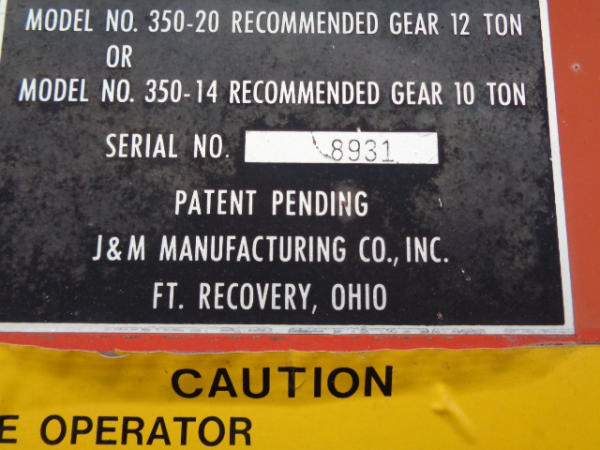 MODEL NO. 350-20 RECOMMENDED GEAR 12 TON
OR
MODEL NO. 350-14 RECOMMENDED GEAR 10 TON
SERIAL NO. 8931
PATENT PENDING
J & M MANUFACTURING CO., INC.
FT. RECOVERY, OHIO
CAUTION
E OPERATOR